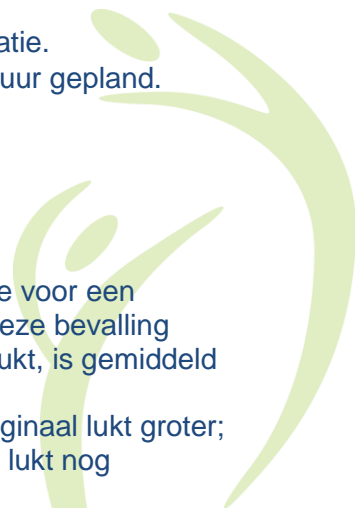 atie.
uur gepland.
e voor een
eze bevalling
ukt, is gemiddeld
ginaal lukt groter;
lukt nog